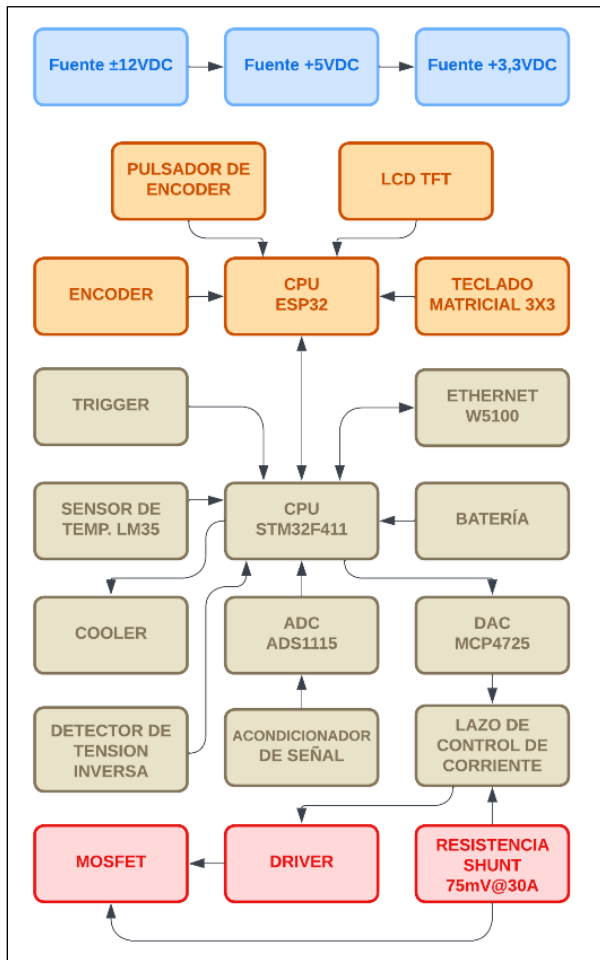 Fuente ±12VDC
Fuente +5VDC
Fuente +3,3VDC
PULSADOR DE
ENCODER
LCD TFT
ENCODER
CPU
ESP32
TECLADO
MATRICIAL 3X3
TRIGGER
ETHERNET
W5100
SENSOR DE
TEMP. LM35
CPU
STM32F411
BATERÍA
COOLER
ADC
ADS1115
DAC
MCP4725
DETECTOR DE
TENSION
INVERSA
ACONDICIONADOR
DE SEÑAL
LAZO DE
CONTROL DE
CORRIENTE
MOSFET
DRIVER
RESISTENCIA
SHUNT
75mV@30A